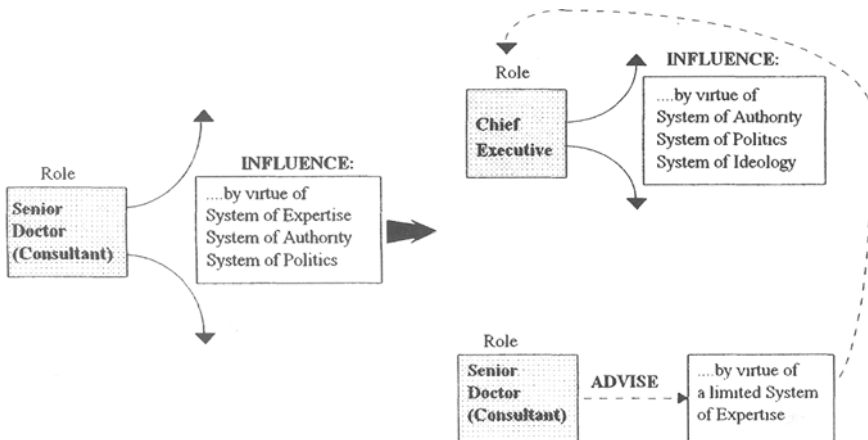 Role
Senior
Doctor
(Consultant)
INFLUENCE:
....by virtue of
System of Expertise
System of Authority
System of Politics
Role
Chief
Executive
INFLUENCE:
....by virtue of
System of Authority
System of Politics
System of Ideology
Role
Senior
Doctor
(Consultant)
ADVISE
....by virtue of
a limited System
of Expertise